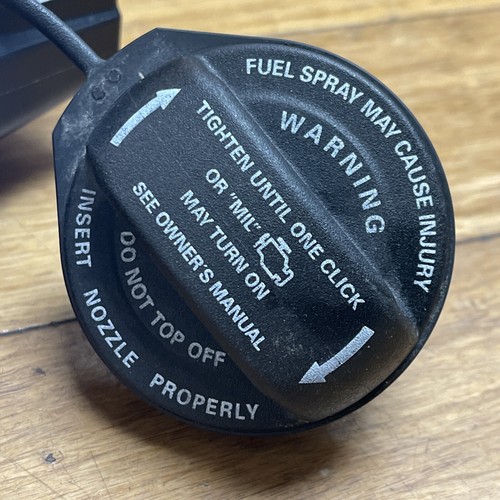 FUEL SPRAY MAY CAUSE INJURY
WARNING
TIGHTEN UNTIL ONE CLICK
OR "MIL"
MAY TURN ON
SEE OWNER'S MANUAL
DO NOT TOP OFF
INSERT NOZZLE PROPERLY